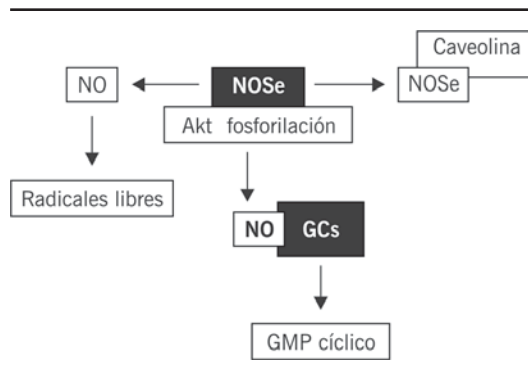 Caveolina
NO
NOSe
NOSe
Akt fosforilación
Radicales libres
NO
GCs
GMP cíclico